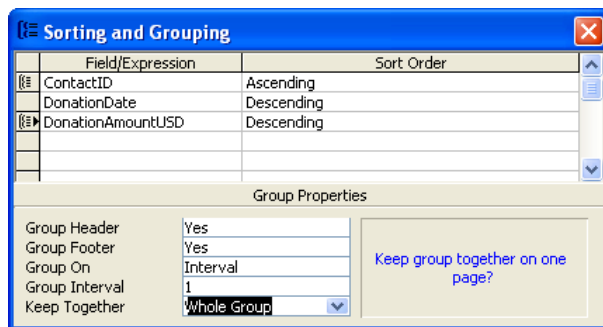 Sorting and Grouping
Field/Expression Sort Order
ContactID Ascending
DonationDate Descending
DonationAmountUSD Descending
Group Properties
Group Header Yes
Group Footer Yes
Group On Interval
Group Interval 1
Keep Together Whole Group
Keep group together on one
page?